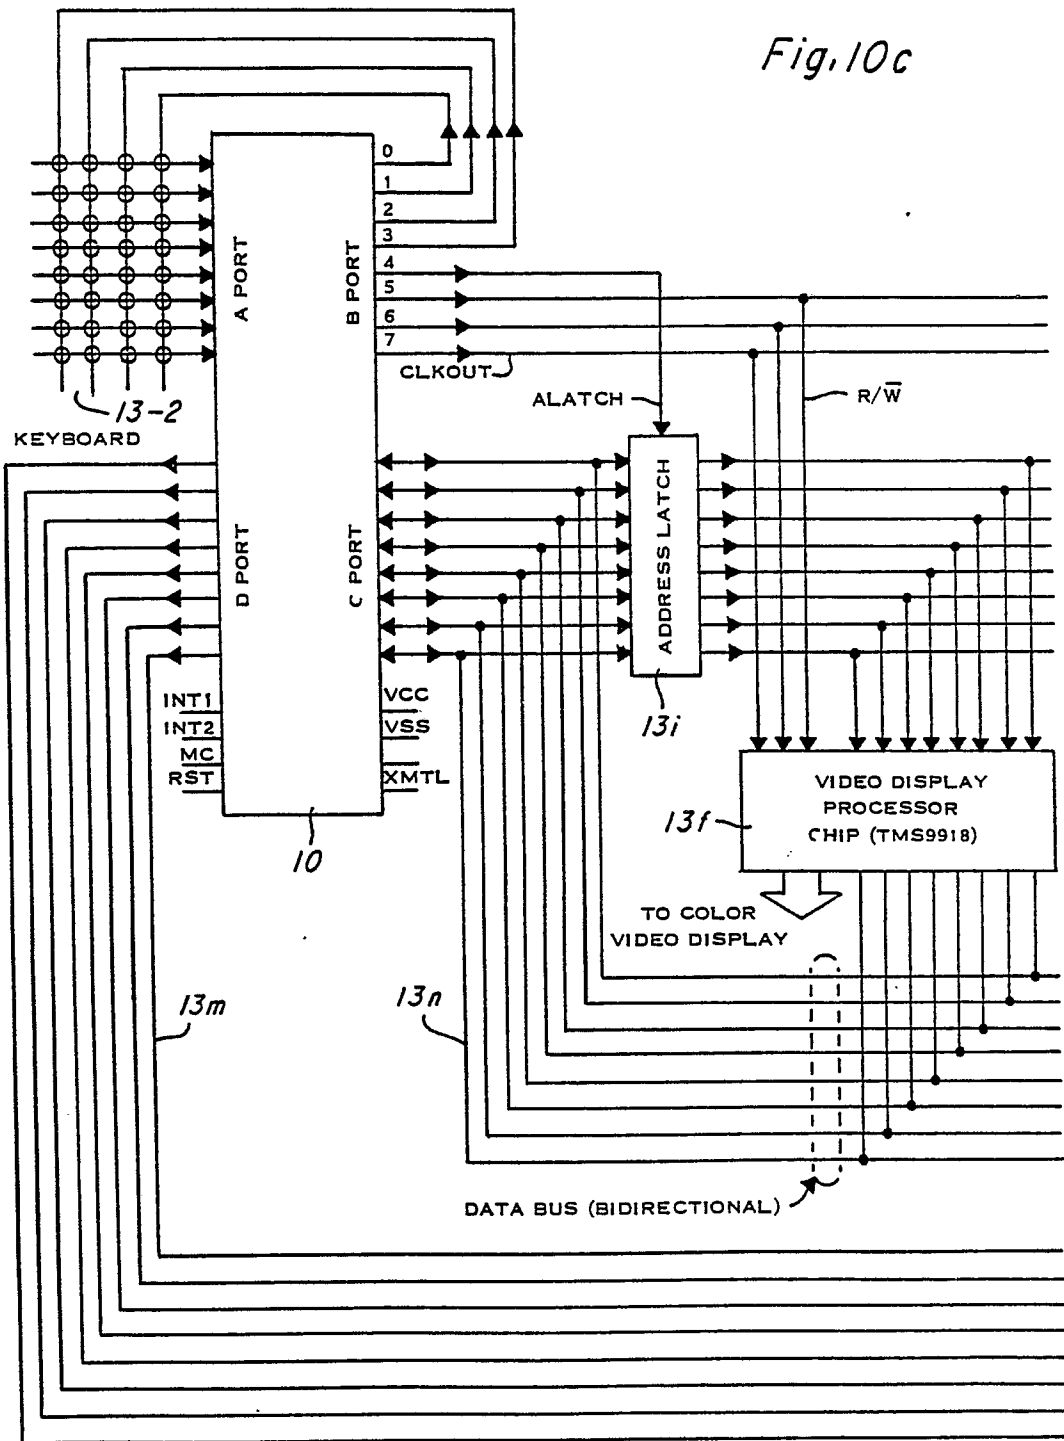 Fig. 10c
0
1
2
3
4
5
6
7
A PORT
B PORT
CLKOUT
ALATCH
R/W̅
13-2
KEYBOARD
D PORT
C PORT
ADDRESS LATCH
13i
INT1
INT2
MC
RST
VCC
VSS
XMTL
10
VIDEO DISPLAY
PROCESSOR
CHIP (TMS9918)
13f
TO COLOR
VIDEO DISPLAY
13m
13n
DATA BUS (BIDIRECTIONAL)